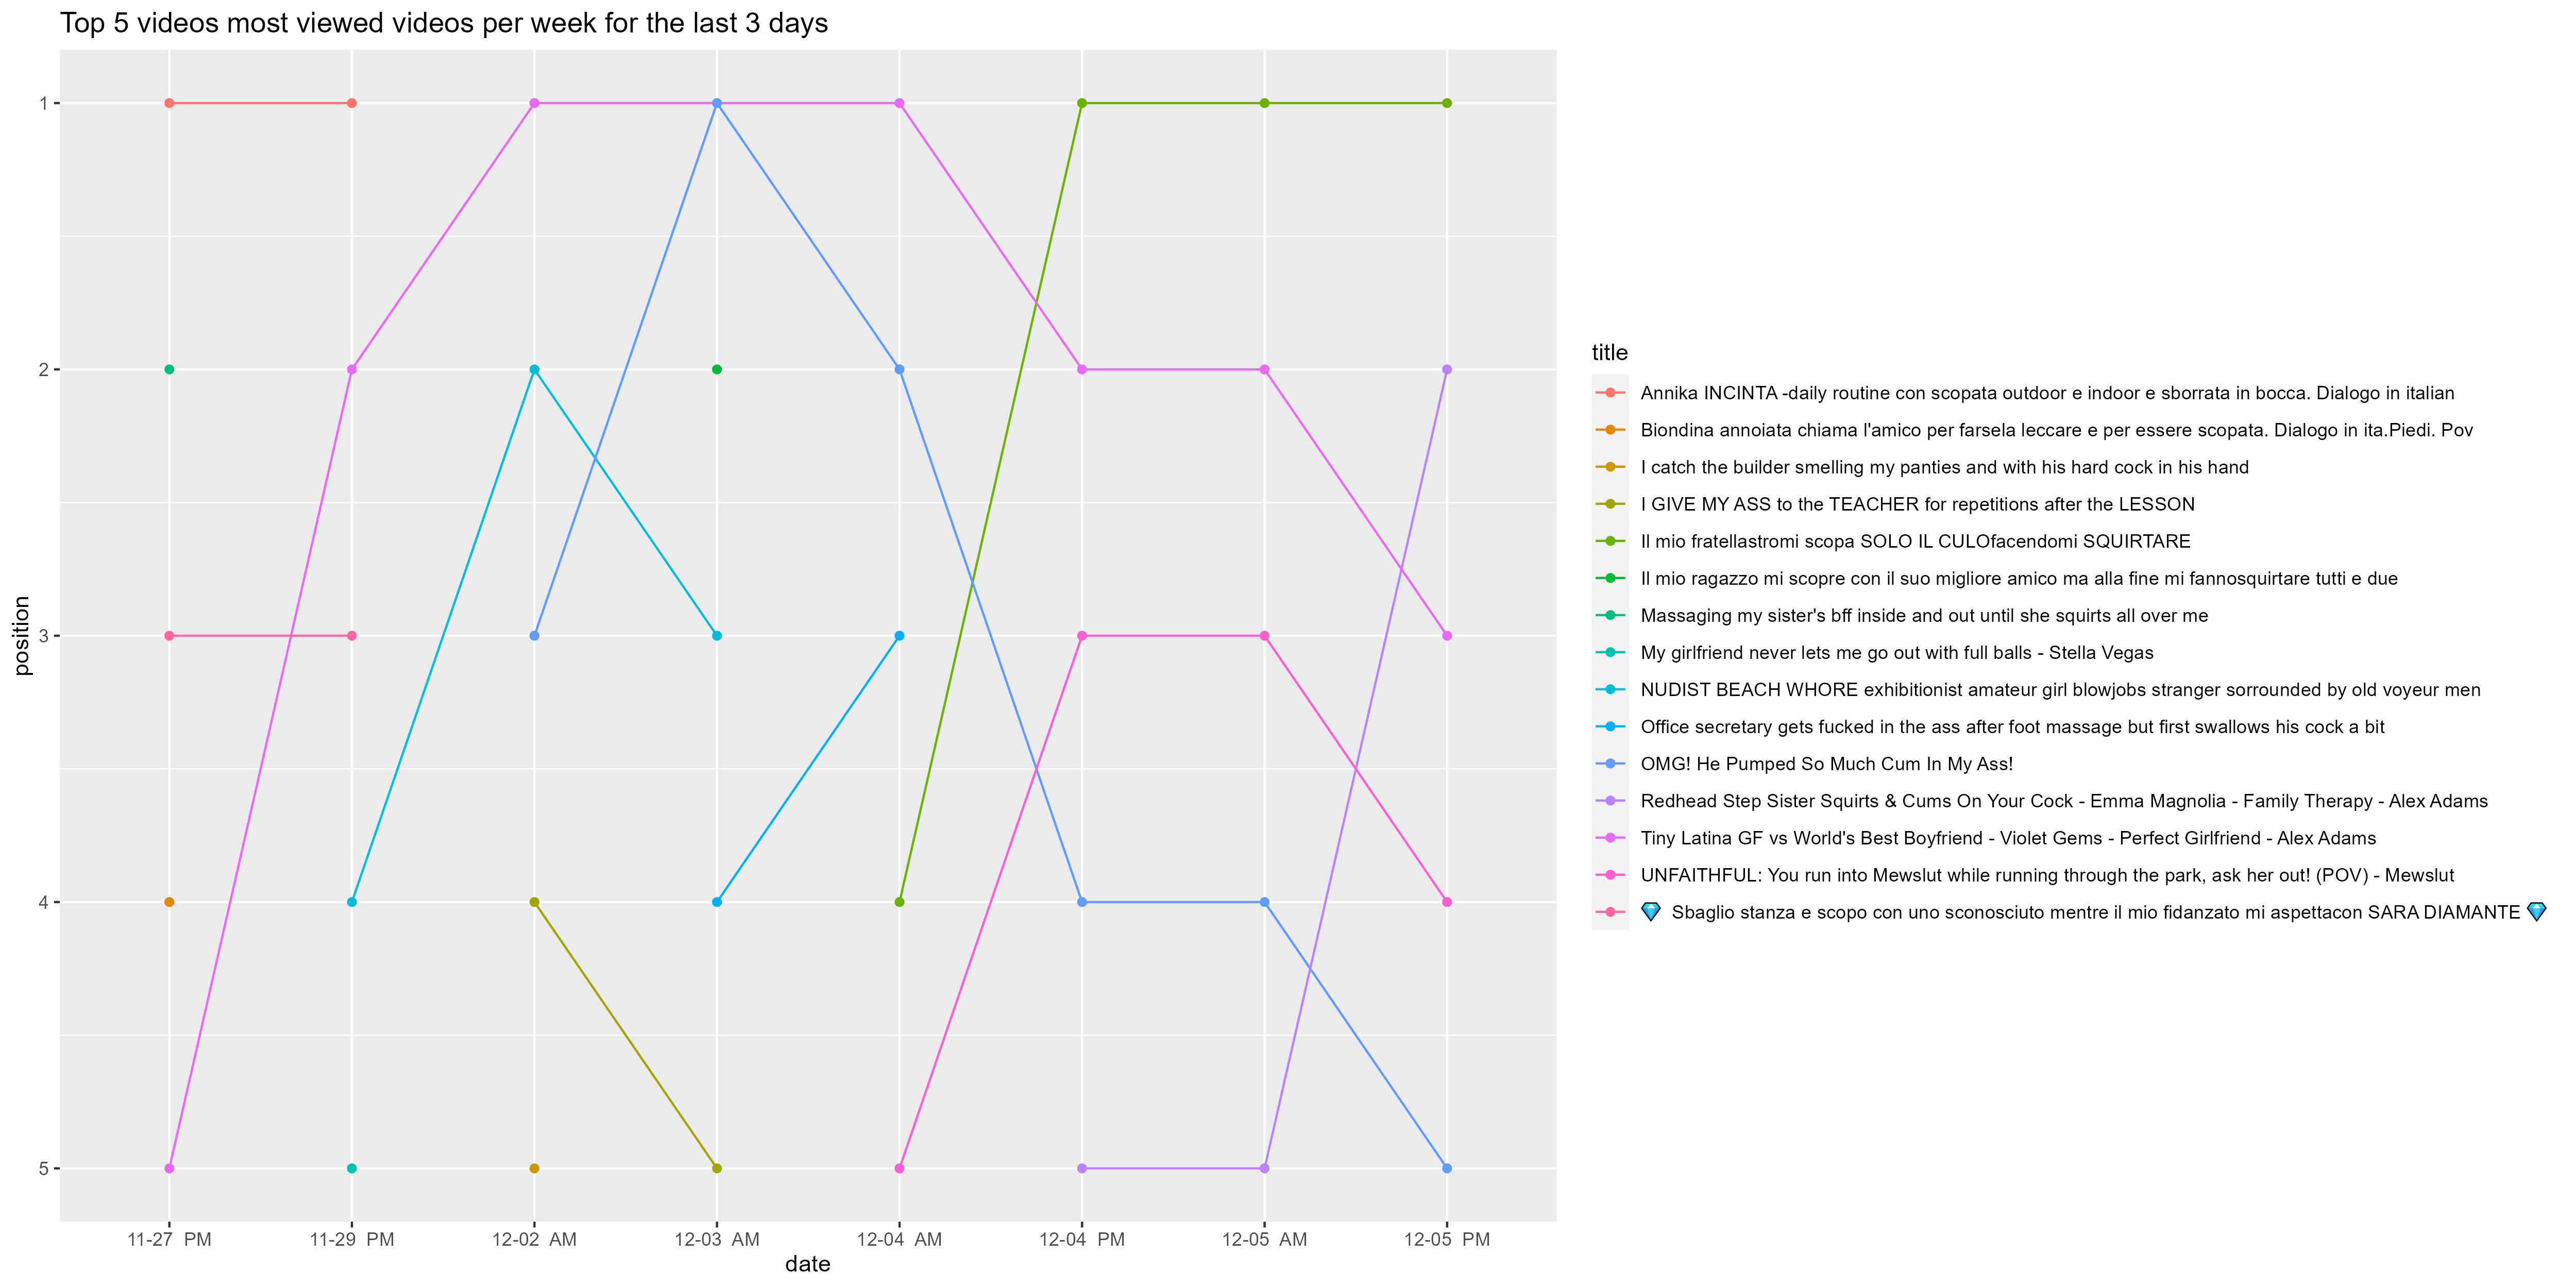 Top 5 videos most viewed videos per week for the last 3 days
position
1
2
3
4
5
11-27 PM
11-29 PM
12-02 AM
12-03 AM
12-04 AM
12-04 PM
12-05 AM
12-05 PM
date
title
Annika INCINTA -daily routine con scopata outdoor e indoor e sborrata in bocca. Dialogo in italian
Biondina annoiata chiama l'amico per farsela leccare e per essere scopata. Dialogo in ita.Piedi. Pov
I catch the builder smelling my panties and with his hard cock in his hand
I GIVE MY ASS to the TEACHER for repetitions after the LESSON
Il mio fratellastromi scopa SOLO IL CULOfacendomi SQUIRTARE
Il mio ragazzo mi scopre con il suo migliore amico ma alla fine mi fannosquirtare tutti e due
Massaging my sister's bff inside and out until she squirts all over me
My girlfriend never lets me go out with full balls - Stella Vegas
NUDIST BEACH WHORE exhibitionist amateur girl blowjobs stranger sorrounded by old voyeur men
Office secretary gets fucked in the ass after foot massage but first swallows his cock a bit
OMG! He Pumped So Much Cum In My Ass!
Redhead Step Sister Squirts & Cums On Your Cock - Emma Magnolia - Family Therapy - Alex Adams
Tiny Latina GF vs World's Best Boyfriend - Violet Gems - Perfect Girlfriend - Alex Adams
UNFAITHFUL: You run into Mewslut while running through the park, ask her out! (POV) - Mewslut
💎 Sbaglio stanza e scopo con uno sconosciuto mentre il mio fidanzato mi aspettacon SARA DIAMANTE 💎